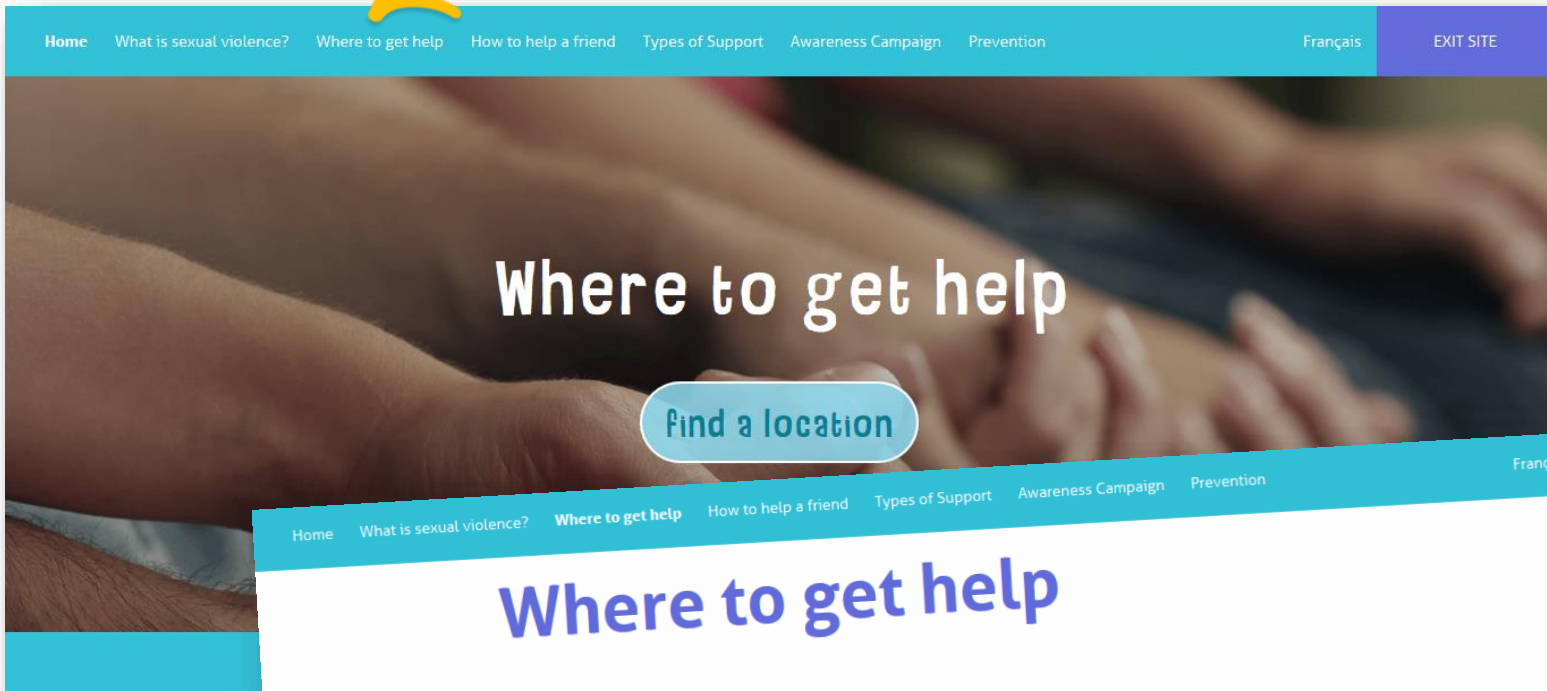 Home What is sexual violence? Where to get help How to help a friend Types of Support Awareness Campaign Prevention Français EXIT SITE
Where to get help
find a location
Home What is sexual violence? Where to get help How to help a friend Types of Support Awareness Campaign Prevention
Where to get help